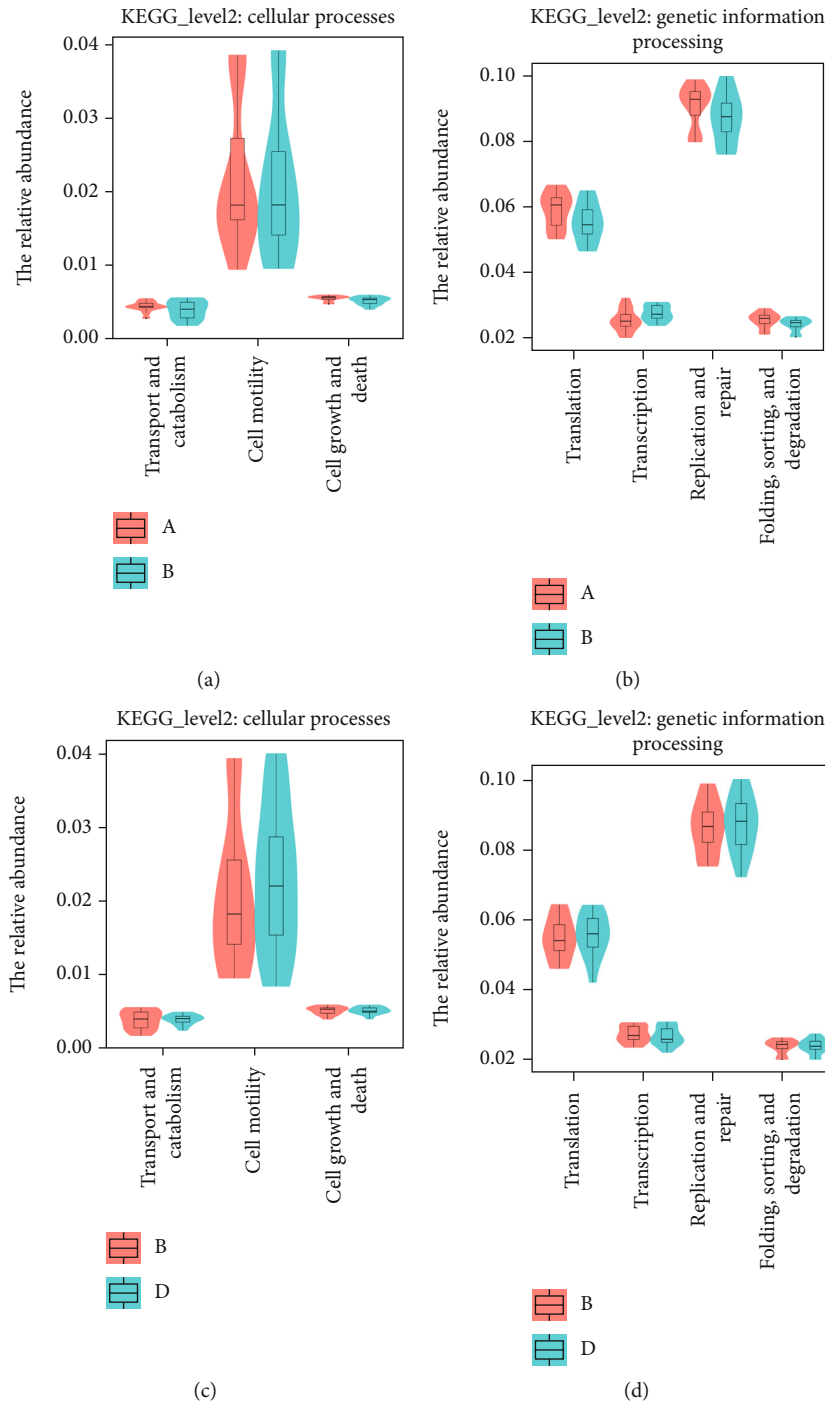 KEGG_level2: cellular processes
The relative abundance
0.04
0.03
0.02
0.01
0.00
Transport and
catabolism
Cell motility
Cell growth and
death
A
B
(a)
KEGG_level2: genetic information
processing
The relative abundance
0.10
0.08
0.06
0.04
0.02
Translation
Transcription
Replication and
repair
Folding, sorting, and
degradation
A
B
(b)
KEGG_level2: cellular processes
The relative abundance
0.04
0.03
0.02
0.01
0.00
Transport and
catabolism
Cell motility
Cell growth and
death
B
D
(c)
KEGG_level2: genetic information
processing
The relative abundance
0.10
0.08
0.06
0.04
0.02
Translation
Transcription
Replication and
repair
Folding, sorting, and
degradation
B
D
(d)